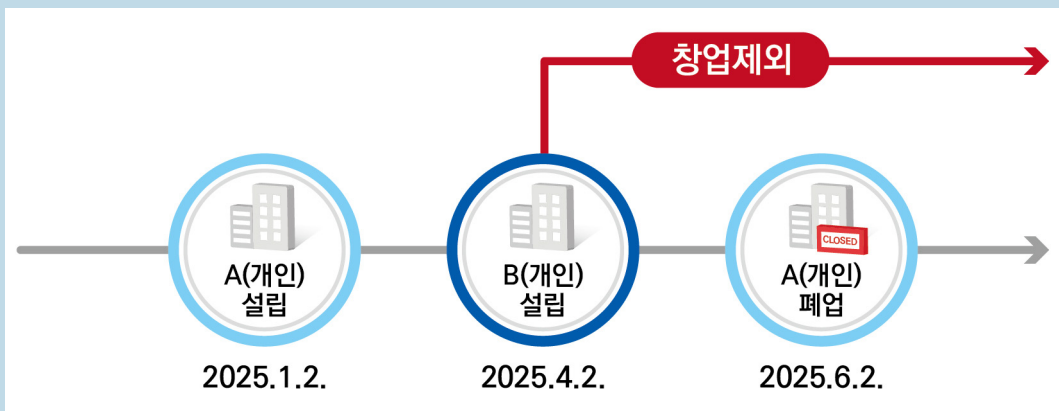 창업제외
A(개인)
설립
B(개인)
설립
CLOSED
A(개인)
폐업
2025.1.2.
2025.4.2.
2025.6.2.